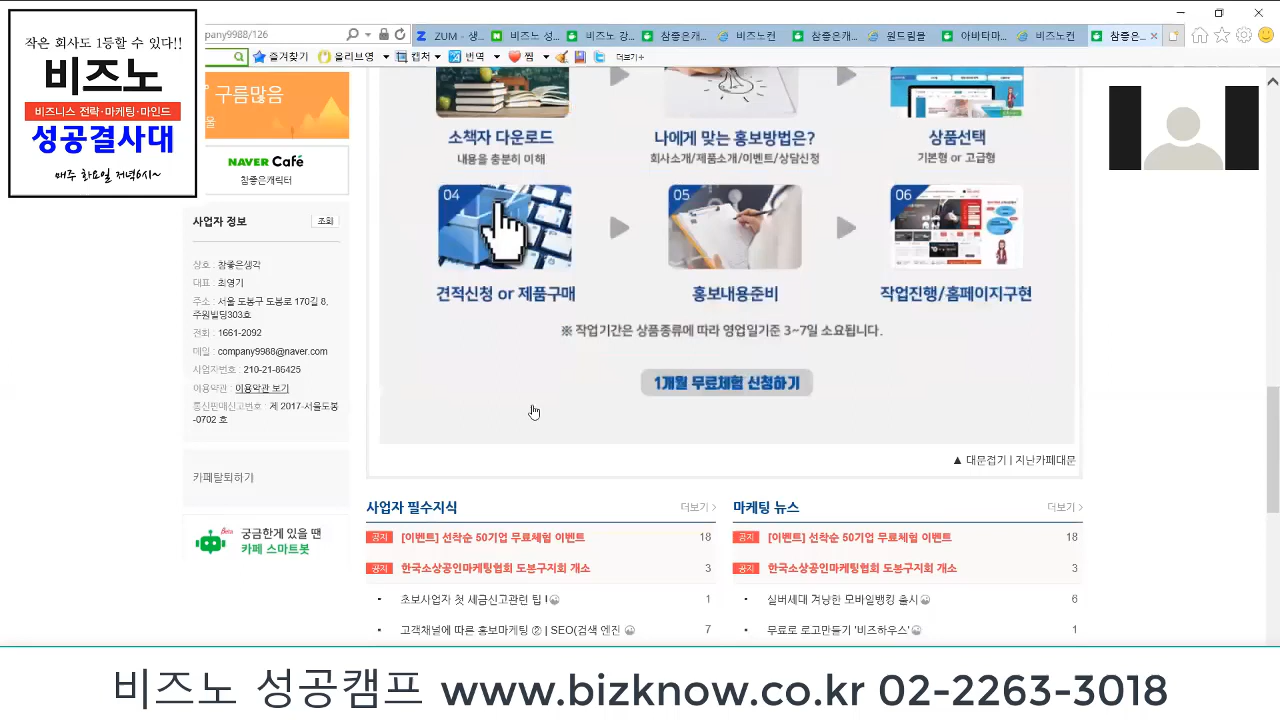 작은 회사도 1등할 수 있다!!
비즈노
비즈니스 전략·마케팅·마인드
성공결사대
매주 화요일 저녁6시~
pany9988/126
ZUM - 생...
비즈노 성...
비즈노 강...
참좋은개...
비즈노컨
참좋은캐...
원드림몰
아바타마...
비즈노컨
참좋은...
즐겨찾기
올리브영
캡처
번역
찜
더보기+
구름많음
울
NAVER Café
참좋은캐릭터
사업자 정보
조회
상호 : 참좋은생각
대표 : 최영기
주소 : 서울 도봉구 도봉로 170길 8,
주원빌딩303호
전화 : 1661-2092
메일 : company9988@naver.com
사업자번호 : 210-21-86425
이용약관 : 이용약관 보기
통신판매신고번호 : 제 2017-서울도봉
-0702 호
카페탈퇴하기
Beta
궁금한게 있을 땐
카페 스마트봇
소책자 다운로드
내용을 충분히 이해
나에게 맞는 홍보방법은?
회사소개/제품소개/이벤트/상담신청
상품선택
기본형 or 고급형
04
05
06
견적신청 or 제품구매
홍보내용준비
작업진행/홈페이지구현
※ 작업기간은 상품종류에 따라 영업일기준 3~7일 소요됩니다.
1개월 무료체험 신청하기
▲ 대문접기 | 지난카페대문
사업자 필수지식
더보기 >
공지 [이벤트] 선착순 50기업 무료체험 이벤트 18
공지 한국소상공인마케팅협회 도봉구지회 개소 3
초보사업자 첫 세금신고관련 팁 ! 1
고객채널에 따른 홍보마케팅 ② | SEO(검색 엔진 7
마케팅 뉴스
더보기 >
공지 [이벤트] 선착순 50기업 무료체험 이벤트 18
공지 한국소상공인마케팅협회 도봉구지회 개소 3
실버세대 겨냥한 모바일뱅킹 출시 6
무료로 로고만들기 '비즈하우스' 1
비즈노 성공캠프 www.bizknow.co.kr 02-2263-3018